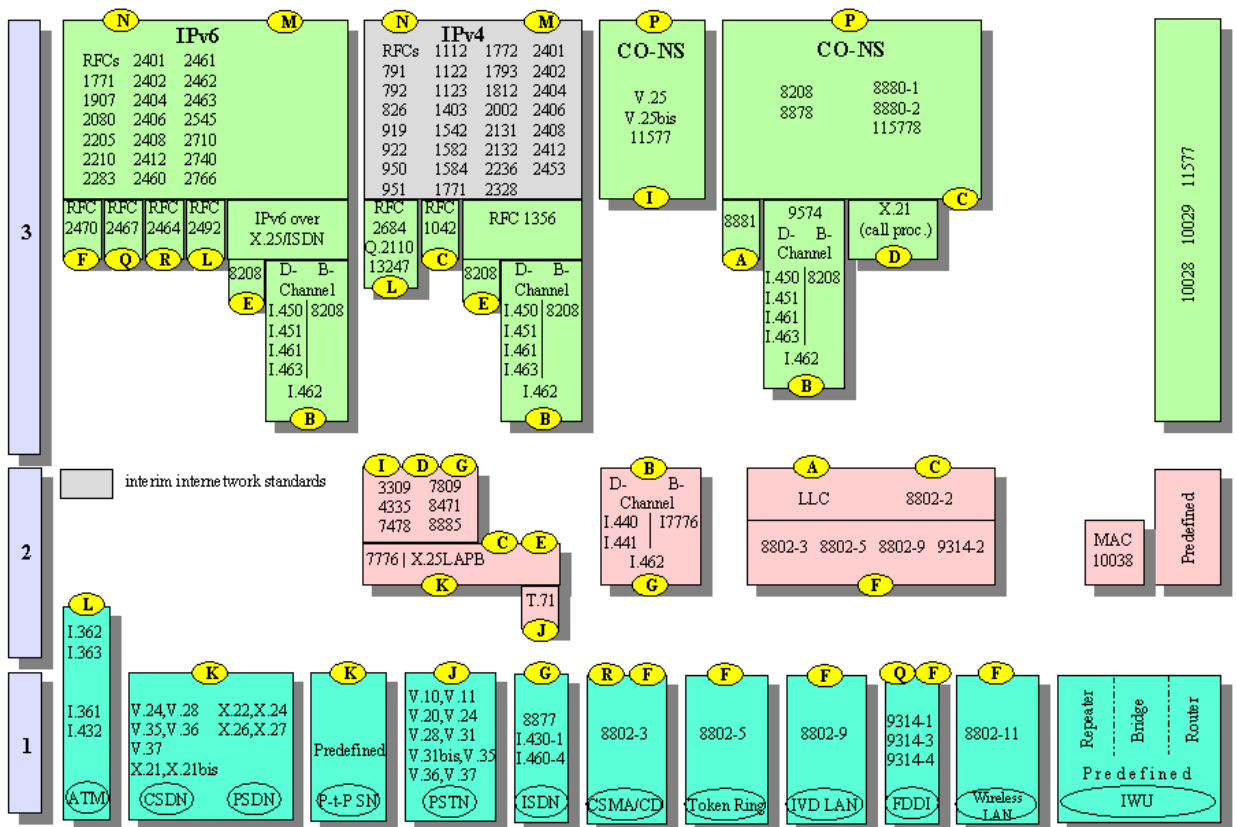 N
M
IPv6
RFCs 2401 2461
1771 2402 2462
1907 2404 2463
2080 2406 2545
2205 2408 2710
2210 2412 2740
2283 2460 2766
RFC 2470
F
RFC 2467
Q
RFC 2464
R
RFC 2492
L
IPv6 over
X.25/ISDN
8208
E
D- B-
Channel
I.450 8208
I.451
I.461
I.463
I.462
B
N
M
IPv4
RFCs 1112 1772 2401
791 1122 1793 2402
792 1123 1812 2404
826 1403 2002 2406
919 1542 2131 2408
922 1582 2132 2412
950 1584 2236 2453
951 1771 2328
RFC
2684
Q.2110
13247
L
RFC
1042
C
RFC 1356
8208
E
D- B-
Channel
I.450 8208
I.451
I.461
I.463
I.462
B
P
CO-NS
V.25
V.25bis
11577
I
P
CO-NS
8208 8880-1
8878 8880-2
115778
C
8881
A
9574
D- B-
Channel
I.450 8208
I.451
I.461
I.463
I.462
B
X.21
(call proc.)
D
10028 10029 11577
3
interim internetwork standards
2
I D G
3309 7809
4335 8471
7478 8885
C E
7776 | X.25LAPB
K
T.71
J
B
D- B-
Channel
I.440 I7776
I.441
I.462
G
A C
LLC 8802-2
8802-3 8802-5 8802-9 9314-2
F
MAC
10038
Predefined
1
L
I.362
I.363
I.361
I.432
ATM
K
V.24,V.28 X.22,X.24
V.35,V.36 X.26,X.27
V.37
X.21,X.21bis
CSDN PSDN
K
Predefined
P-t-P SN
J
V.10,V.11
V.20,V.24
V.28,V.31
V.31bis,V.35
V.36,V.37
PSTN
G
8877
I.430-1
I.460-4
ISDN
R F
8802-3
CSMA/CD
F
8802-5
Token Ring
F
8802-9
IVD LAN
Q F
9314-1
9314-3
9314-4
FDDI
F
8802-11
Wireless
LAN
Repeater
Bridge
Router
Predefined
IWU